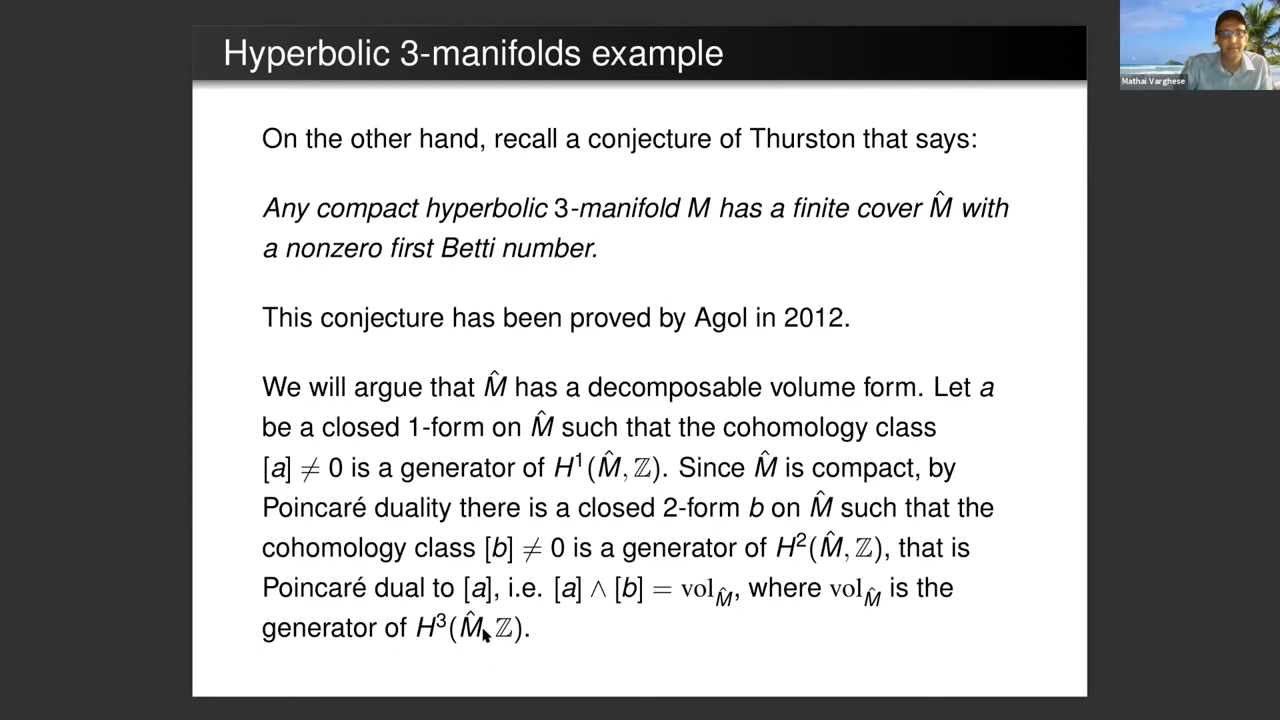 Hyperbolic 3-manifolds example
Mathai Varghese
On the other hand, recall a conjecture of Thurston that says:
Any compact hyperbolic 3-manifold M has a finite cover M̂ with
a nonzero first Betti number.
This conjecture has been proved by Agol in 2012.
We will argue that M̂ has a decomposable volume form. Let a
be a closed 1-form on M̂ such that the cohomology class
[a] ≠ 0 is a generator of H¹(M̂, ℤ). Since M̂ is compact, by
Poincaré duality there is a closed 2-form b on M̂ such that the
cohomology class [b] ≠ 0 is a generator of H²(M̂, ℤ), that is
Poincaré dual to [a], i.e. [a] ∧ [b] = vol_M̂, where vol_M̂ is the
generator of H³(M̂, ℤ).